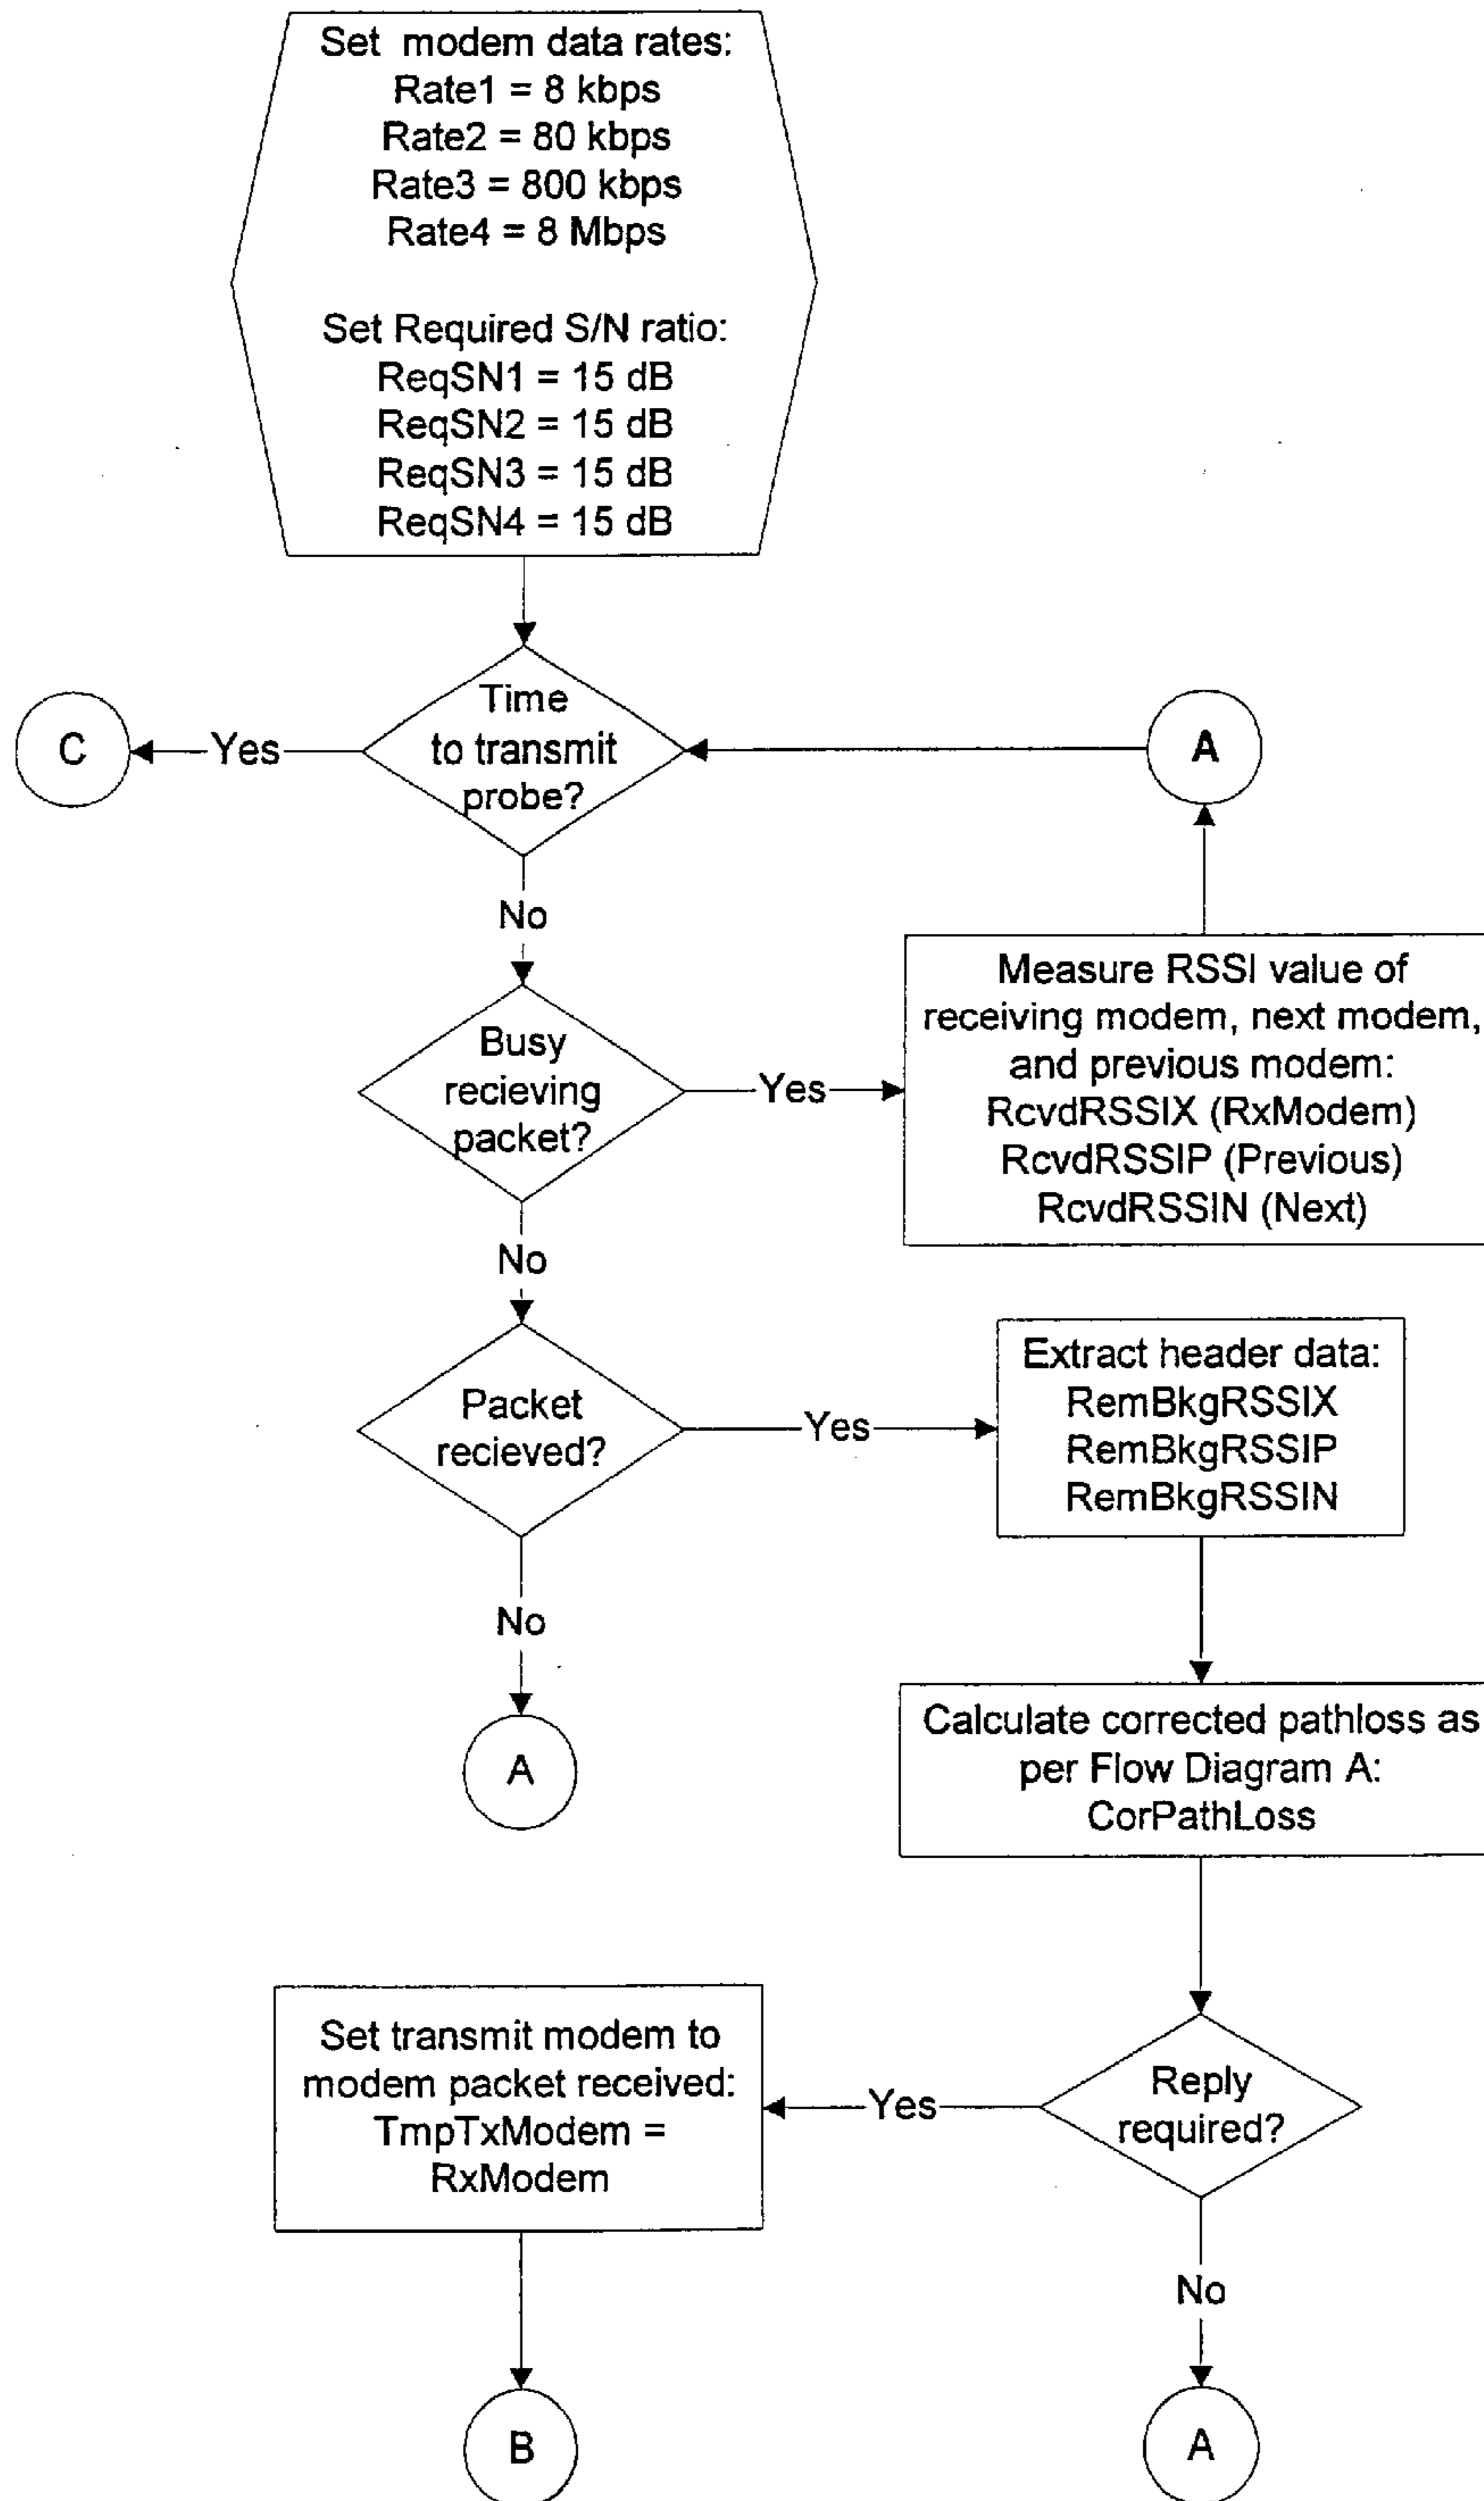 Set modem data rates:
Rate1 = 8 kbps
Rate2 = 80 kbps
Rate3 = 800 kbps
Rate4 = 8 Mbps
Set Required S/N ratio:
ReqSN1 = 15 dB
ReqSN2 = 15 dB
ReqSN3 = 15 dB
ReqSN4 = 15 dB
C
Yes
Time
to transmit
probe?
A
No
Busy
recieving
packet?
Yes
Measure RSSI value of
receiving modem, next modem,
and previous modem:
RcvdRSSIX (RxModem)
RcvdRSSIP (Previous)
RcvdRSSIN (Next)
No
Packet
recieved?
Yes
Extract header data:
RemBkgRSSIX
RemBkgRSSIP
RemBkgRSSIN
No
A
Calculate corrected pathloss as
per Flow Diagram A:
CorPathLoss
Set transmit modem to
modem packet received:
TmpTxModem =
RxModem
Yes
Reply
required?
No
B
A